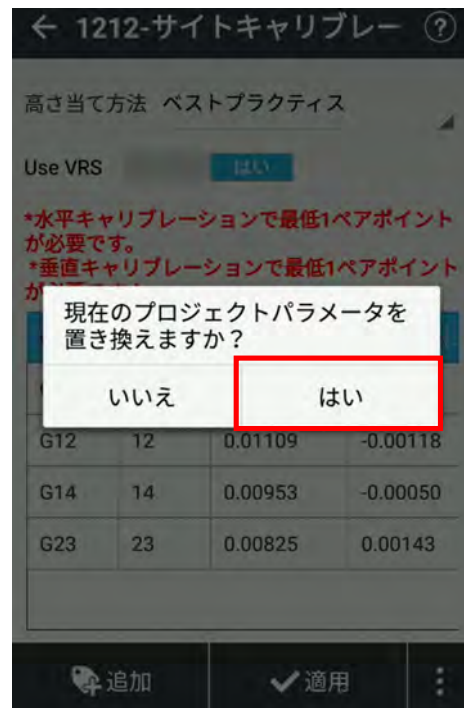 ← 1212-サイトキャリブレー ?
高さ当て方法 ベストプラクティス
Use VRS はい
*水平キャリブレーションで最低1ペアポイント
が必要です。
*垂直キャリブレーションで最低1ペアポイント
が
現在のプロジェクトパラメータを
置き換えますか？
いいえ はい
G12 12 0.01109 -0.00118
G14 14 0.00953 -0.00050
G23 23 0.00825 0.00143
追加 適用